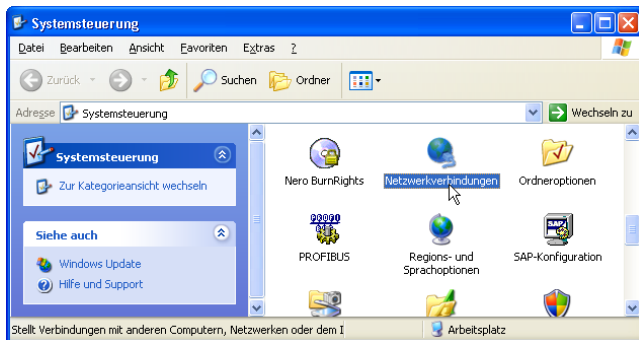 Systemsteuerung
Datei Bearbeiten Ansicht Favoriten Extras ?
Zurück Suchen Ordner
Adresse Systemsteuerung Wechseln zu
Systemsteuerung
Zur Kategorieansicht wechseln
Siehe auch
Windows Update
Hilfe und Support
Nero BurnRights Netzwerkverbindungen Ordneroptionen
PROFIBUS Regions- und Sprachoptionen SAP-Konfiguration
Stellt Verbindungen mit anderen Computern, Netzwerken oder dem I Arbeitsplatz